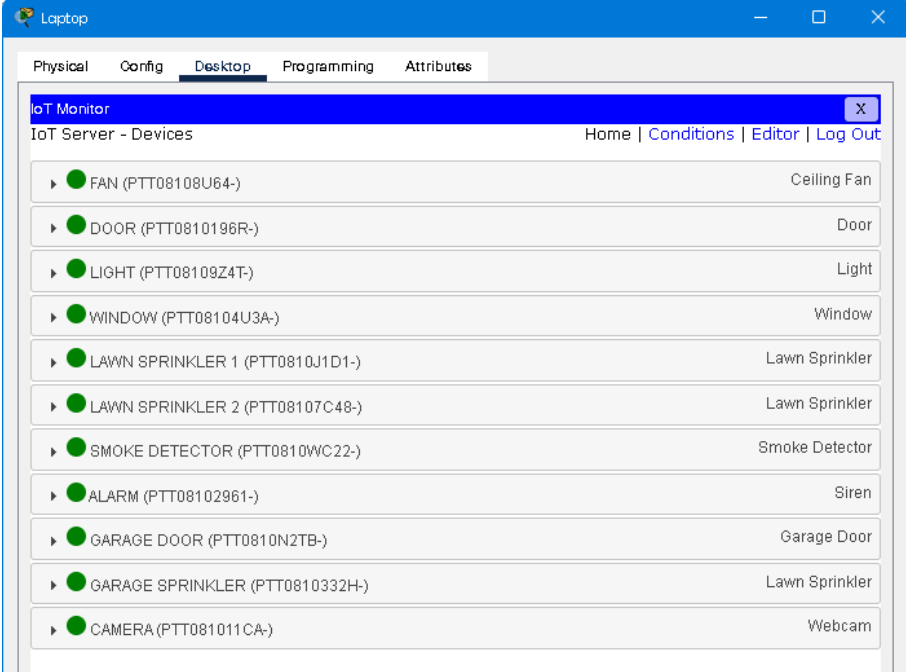 Laptop
Physical Config Desktop Programming Attributes
IoT Monitor X
IoT Server - Devices Home | Conditions | Editor | Log Out
FAN (PTT08108U64-) Ceiling Fan
DOOR (PTT0810196R-) Door
LIGHT (PTT08109Z4T-) Light
WINDOW (PTT08104U3A-) Window
LAWN SPRINKLER 1 (PTT0810J1D1-) Lawn Sprinkler
LAWN SPRINKLER 2 (PTT08107C48-) Lawn Sprinkler
SMOKE DETECTOR (PTT0810WC22-) Smoke Detector
ALARM (PTT08102961-) Siren
GARAGE DOOR (PTT0810N2TB-) Garage Door
GARAGE SPRINKLER (PTT0810332H-) Lawn Sprinkler
CAMERA (PTT081011CA-) Webcam